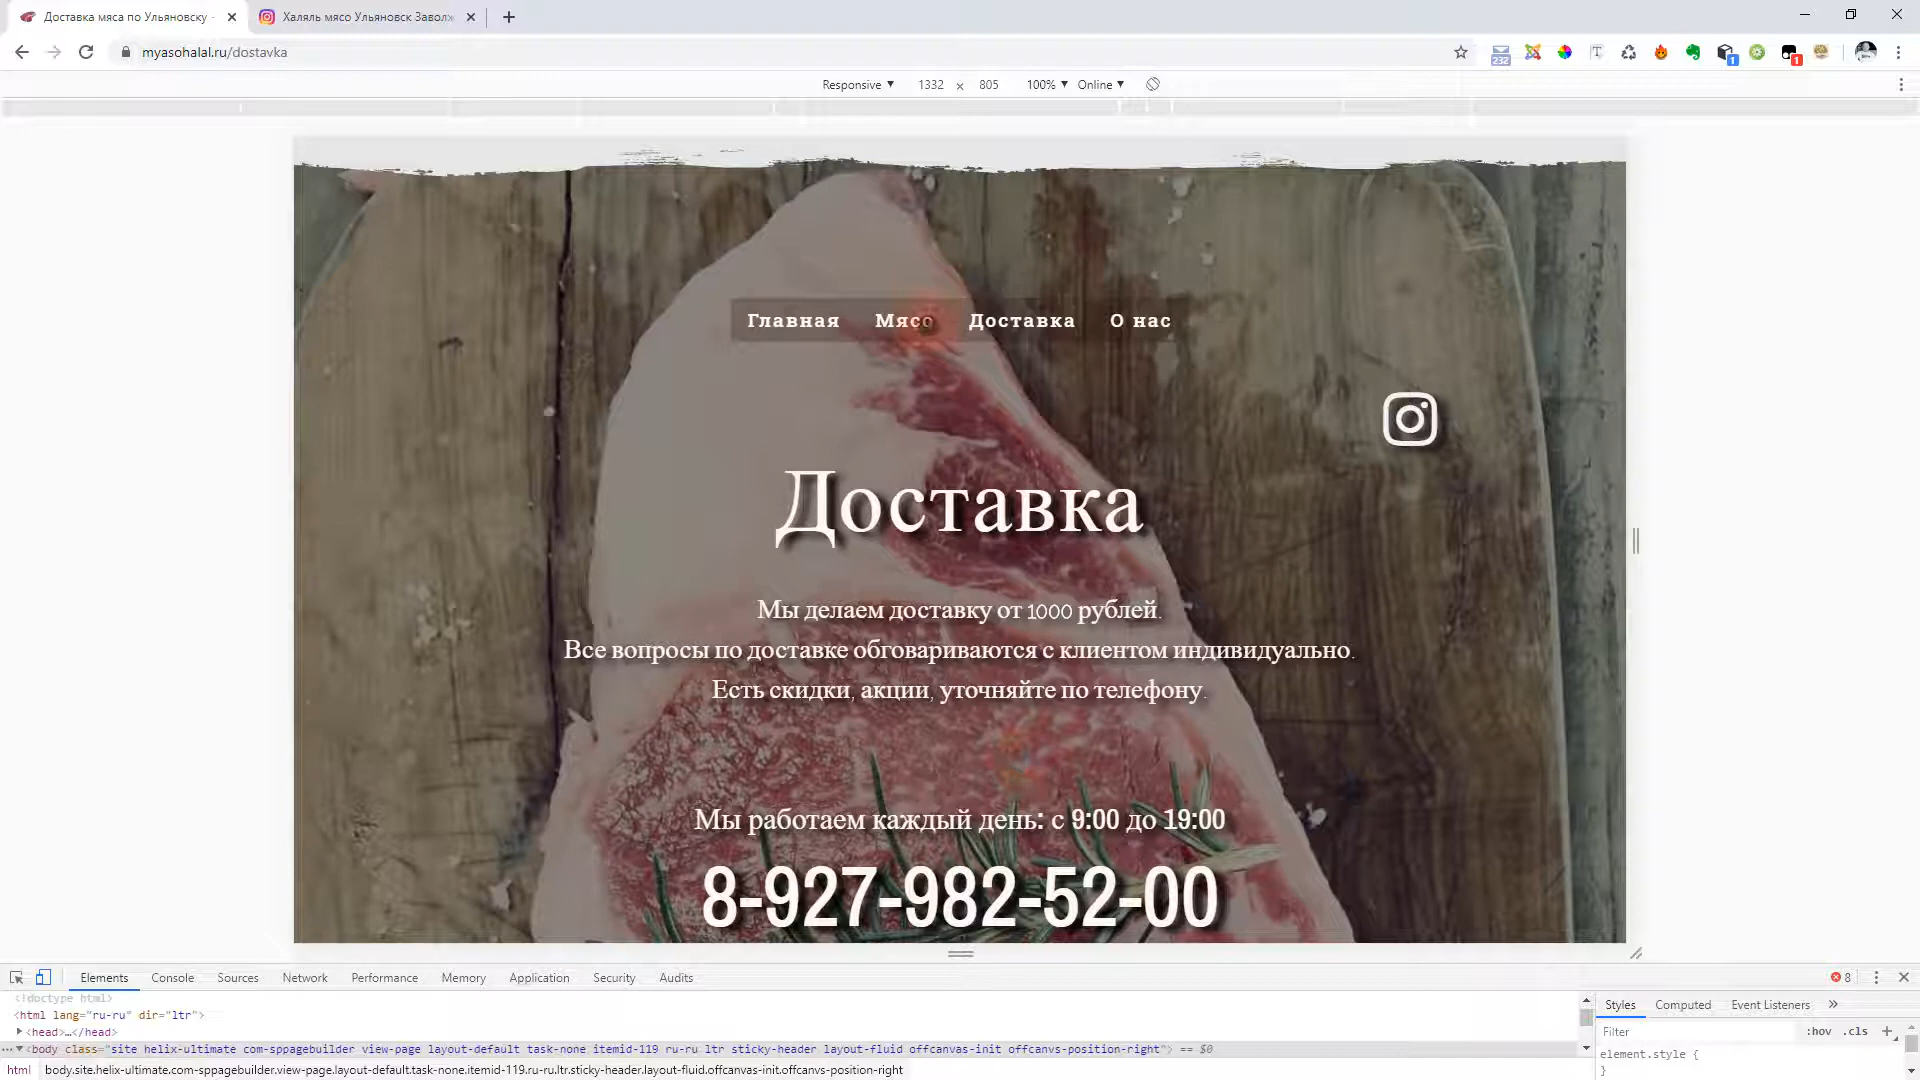 Доставка мяса по Ульяновску -
Халяль мясо Ульяновск Заволж
myasohalal.ru/dostavka
232
1
1
Responsive
1332 x 805
100%
Online
Главная
Мясо
Доставка
О нас
Доставка
Мы делаем доставку от 1000 рублей.
Все вопросы по доставке обговариваются с клиентом индивидуально.
Есть скидки, акции, уточняйте по телефону.
Мы работаем каждый день: с 9:00 до 19:00
8-927-982-52-00
Elements
Console
Sources
Network
Performance
Memory
Application
Security
Audits
8
<!doctype html>
<html lang="ru-ru" dir="ltr">
<head>…</head>
<body class="site helix-ultimate com-sppagebuilder view-page layout-default task-none itemid-119 ru-ru ltr sticky-header layout-fluid offcanvas-init offcanvs-position-right"> == $0
html
body.site.helix-ultimate.com-sppagebuilder.view-page.layout-default.task-none.itemid-119.ru-ru.ltr.sticky-header.layout-fluid.offcanvas-init.offcanvs-position-right
Styles
Computed
Event Listeners
Filter
:hov .cls
element.style {
}